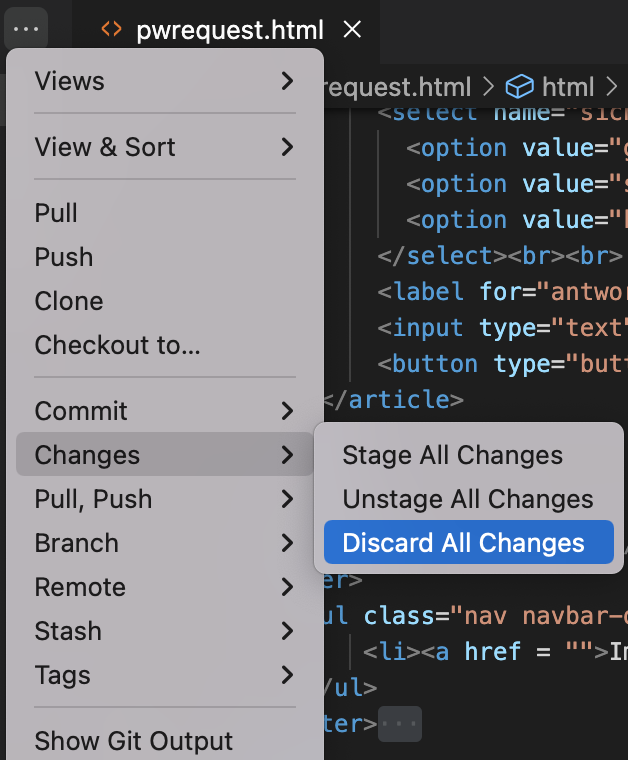 pwrequest.html
request.html > html >
Views
View & Sort
Pull
Push
Clone
Checkout to...
Commit
Changes
Pull, Push
Branch
Remote
Stash
Tags
Show Git Output
Stage All Changes
Unstage All Changes
Discard All Changes
<select name="sich
<option value="g
<option value="s
<option value="
</select><br><br>
<label for="antwor
<input type="text"
<button type="butt
</article>
er>
ul class="nav navbar-
<li><a href = "">Im
/ul>
ter>...